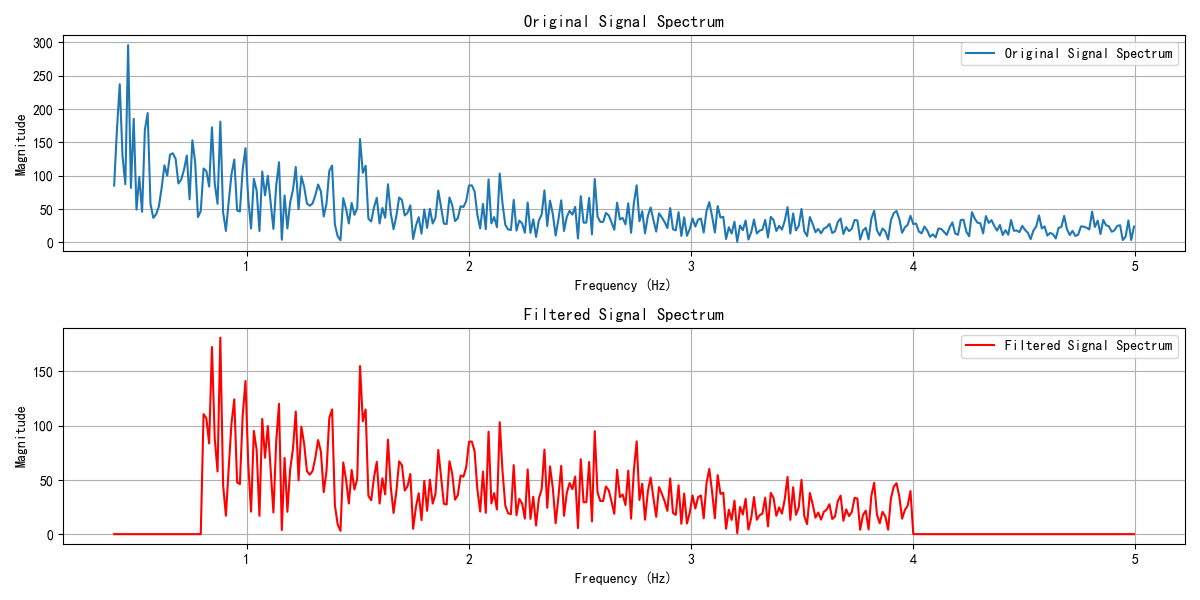 Original Signal Spectrum
Original Signal Spectrum
Magnitude
300
250
200
150
100
50
0
1
2
3
4
5
Frequency (Hz)
Filtered Signal Spectrum
Filtered Signal Spectrum
Magnitude
150
100
50
0
1
2
3
4
5
Frequency (Hz)